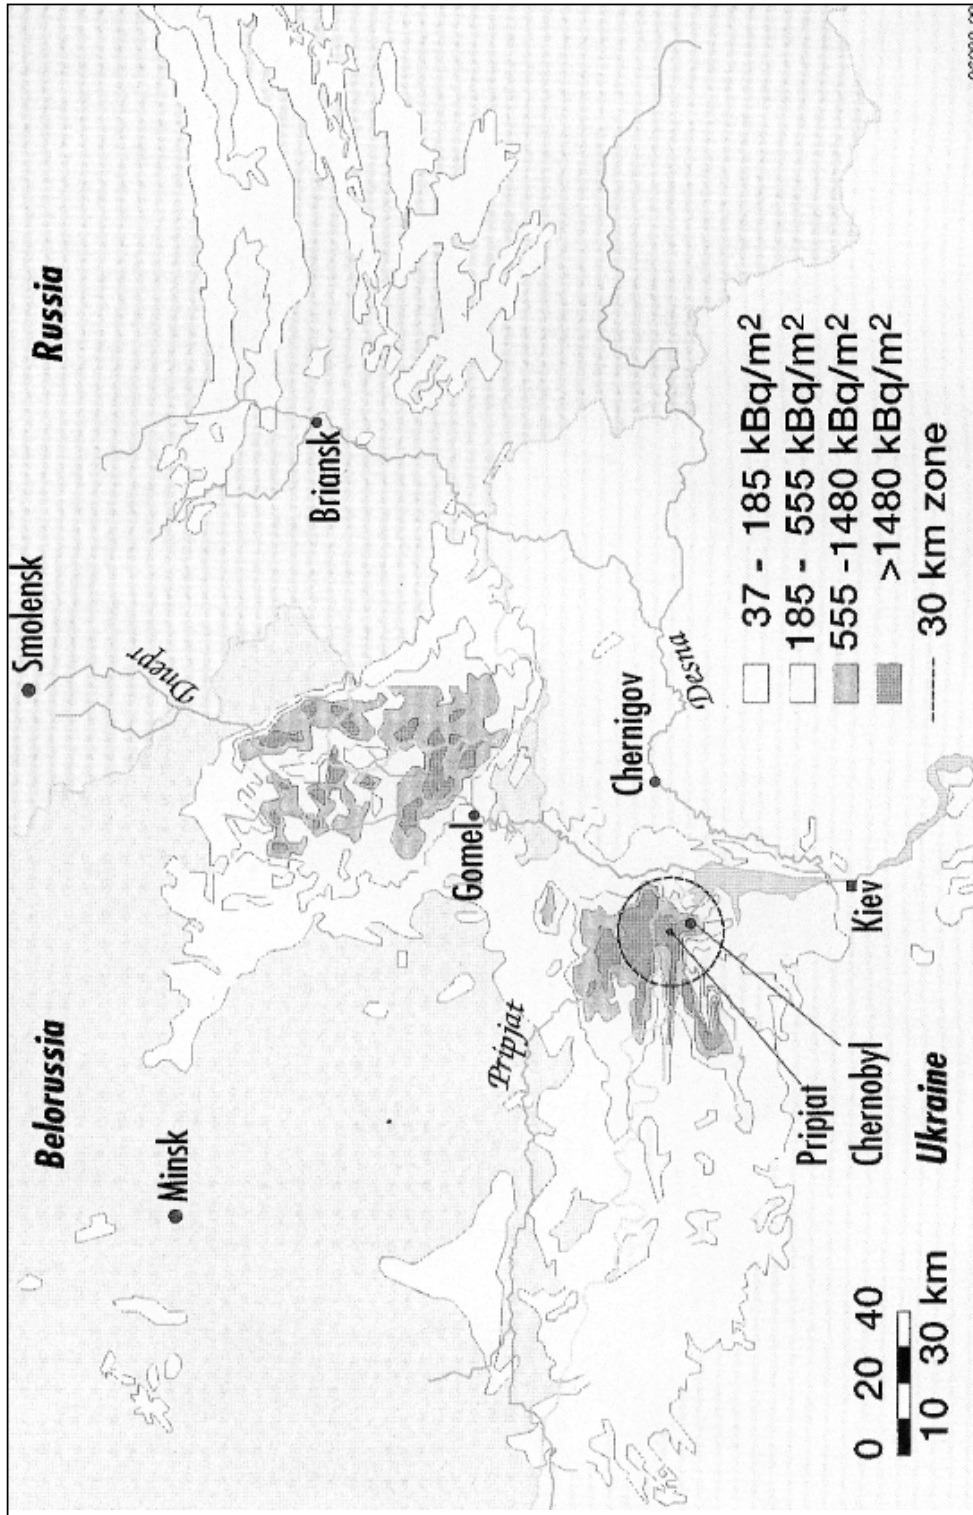 Belorussia
Russia
Smolensk
Minsk
Dnepr
Briansk
Gomel
Pripjat
Chernigov
Desna
Kiev
Pripjat
Chernobyl
Ukraine
37 - 185 kBq/m²
185 - 555 kBq/m²
555 -1480 kBq/m²
>1480 kBq/m²
30 km zone
0 20 40
10 30 km